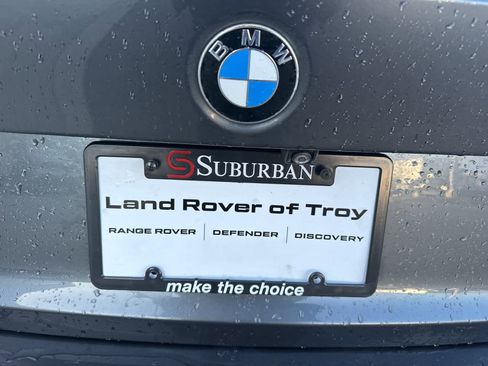 BMW
SUBURBAN
Land Rover of Troy
RANGE ROVER | DEFENDER | DISCOVERY
make the choice